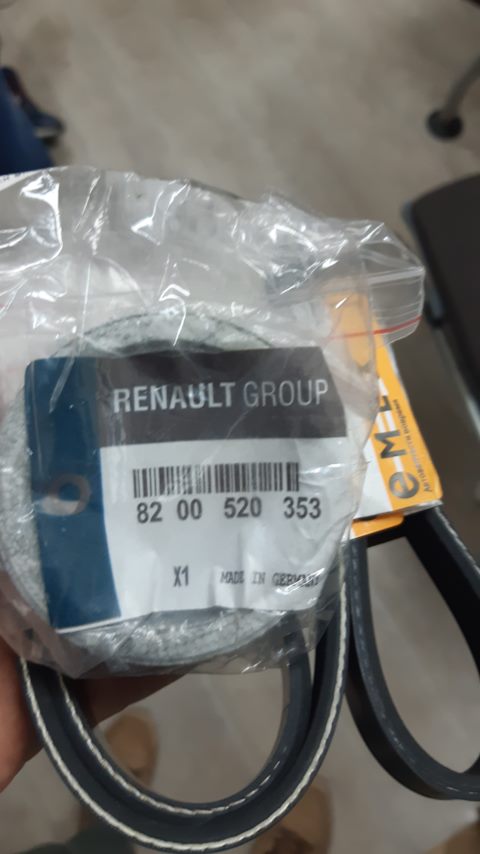 RENAULT GROUP
82 00 520 353
X1 MADE IN GERMANY
e-M-E